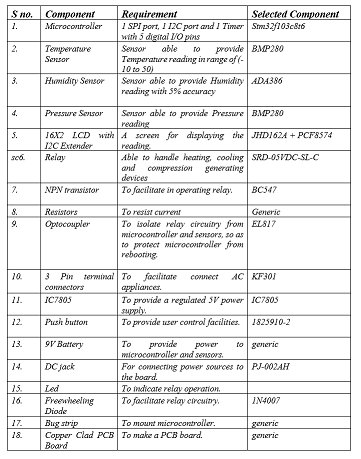 S no. Component Requirement Selected Component
1. Microcontroller 1 SPI port, 1 I2C port and 1 Timer Stm32f103c8t6
with 5 digital I/O pins
2. Temperature Sensor able to provide BMP280
Sensor Temperature reading in range of (-
10 to 50)
3. Humidity Sensor Sensor able to provide Humidity ADA386
reading with 5% accuracy
4. Pressure Sensor Sensor able to provide Pressure BMP280
reading
5. 16X2 LCD with A screen for displaying the JHD162A + PCF8574
I2C Extender reading.
sc6. Relay Able to handle heating, cooling SRD-05VDC-SL-C
and compression generating
devices
7. NPN transistor To facilitate in operating relay. BC547
8. Resistors To resist current Generic
9. Optocoupler To isolate relay circuitry from EL817
microcontroller and sensors, so as
to protect microcontroller from
rebooting.
10. 3 Pin terminal To facilitate connect AC KF301
connectors appliances.
11. IC7805 To provide a regulated 5V power IC7805
supply.
12. Push button To provide user control facilities. 1825910-2
13. 9V Battery To provide power to generic
microcontroller and sensors.
14. DC jack For connecting power sources to PJ-002AH
the board.
15. Led To indicate relay operation.
16. Freewheeling To facilitate relay circuitry. 1N4007
Diode
17. Bug strip To mount microcontroller. generic
18. Copper Clad PCB To make a PCB board. generic
Board